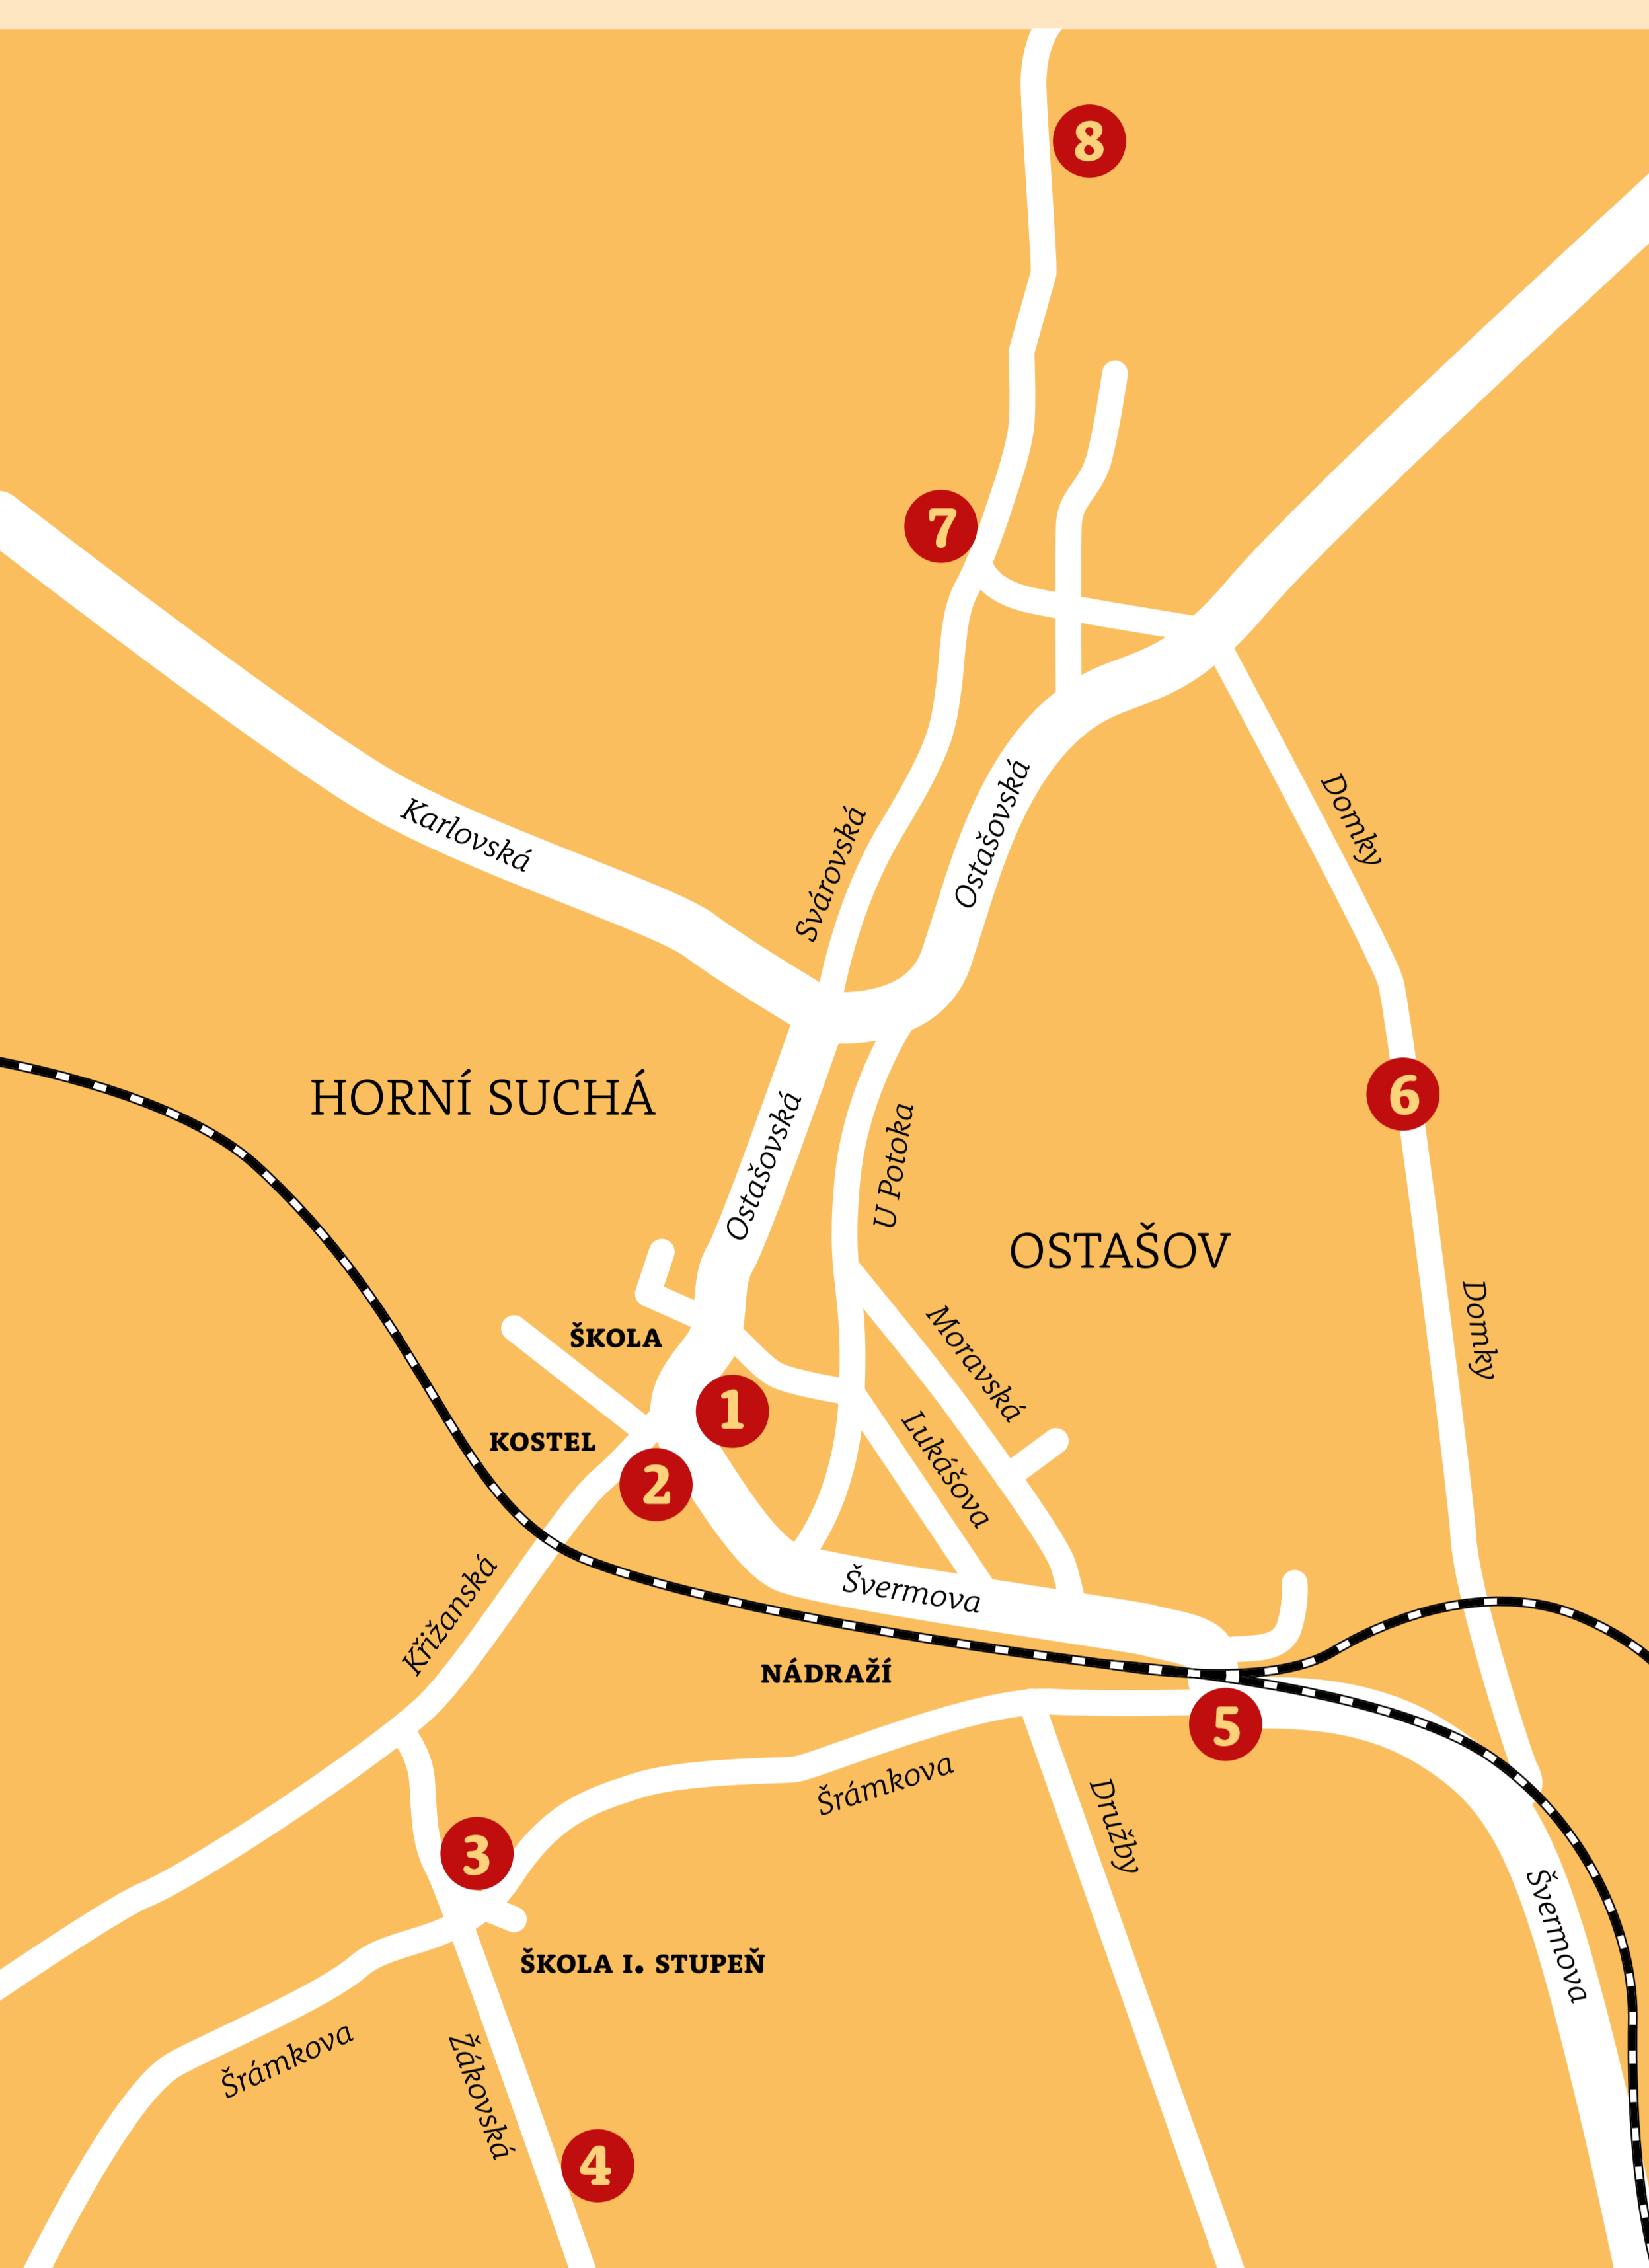 8
7
Domky
Karlovská
Svárovská
Ostašovská
6
HORNÍ SUCHÁ
Ostašovská
U Potoka
OSTAŠOV
ŠKOLA
Moravská
Domky
1
KOSTEL
Lukášova
2
Švermova
Křižanská
NÁDRAŽÍ
5
Šrámkova
Družby
3
Švermova
ŠKOLA I. STUPEŇ
Šrámkova
Žákovská
4